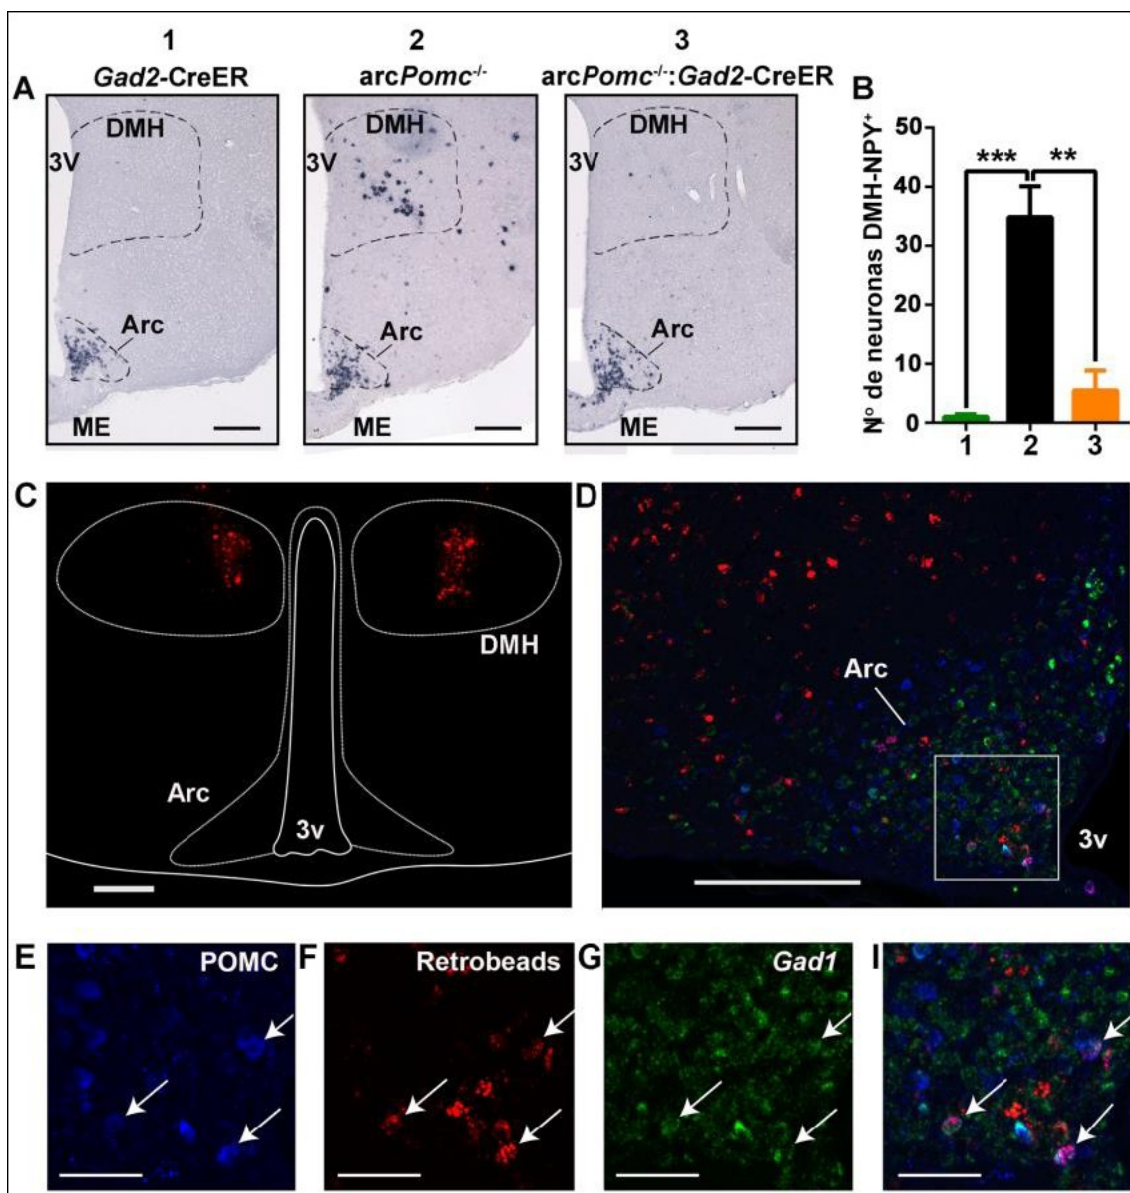 1
2
3
Gad2-CreER
arcPomc-/-
arcPomc-/-:Gad2-CreER
A
DMH
3V
Arc
ME
DMH
3V
Arc
ME
DMH
3V
Arc
ME
B
Nº de neuronas DMH-NPY+
50
40
30
20
10
0
***
**
1
2
3
C
DMH
Arc
3v
D
Arc
3v
E
POMC
F
Retrobeads
G
Gad1
I